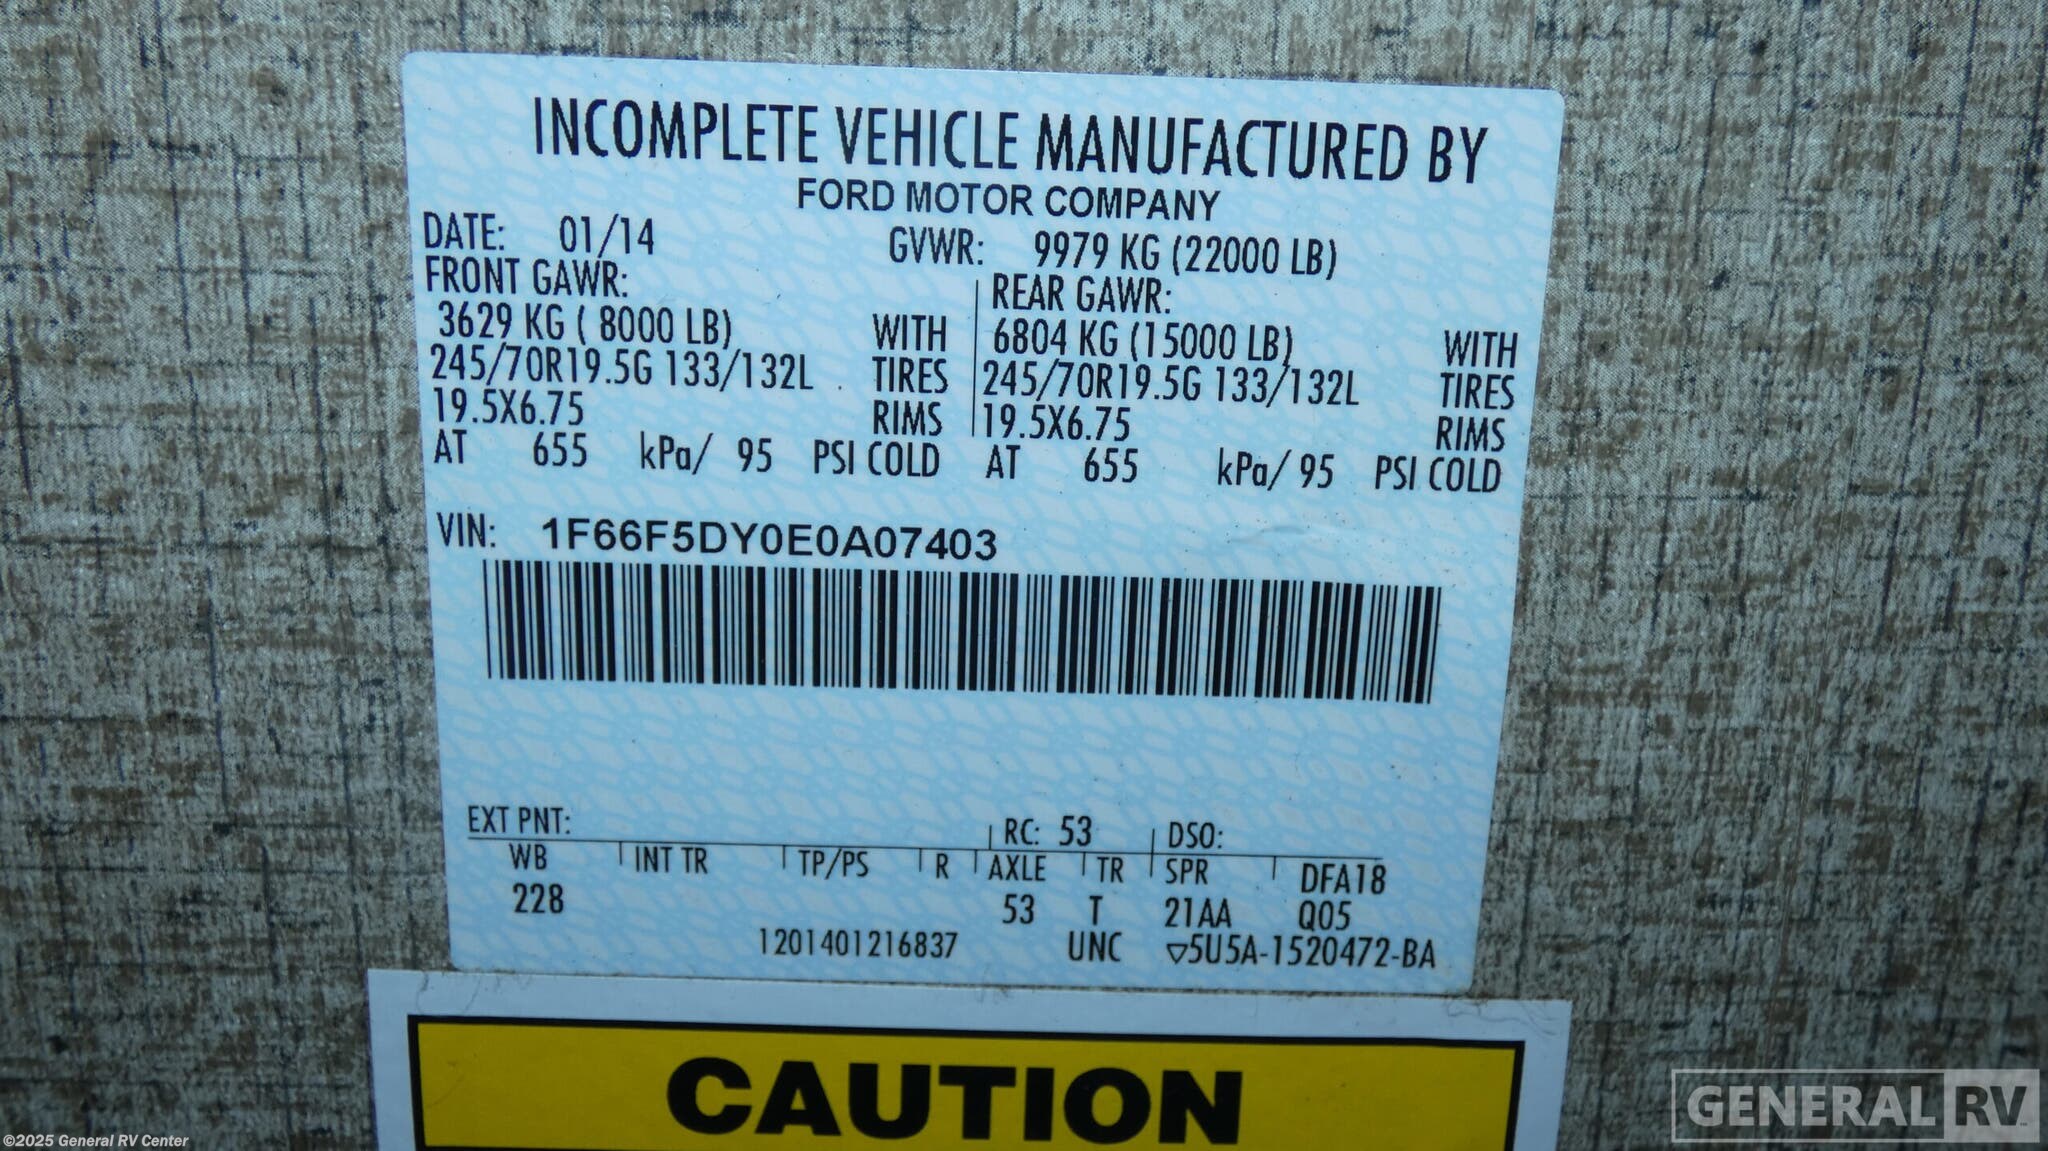 INCOMPLETE VEHICLE MANUFACTURED BY
FORD MOTOR COMPANY
DATE: 01/14 GVWR: 9979 KG (22000 LB)
FRONT GAWR: REAR GAWR:
3629 KG ( 8000 LB) WITH 6804 KG (15000 LB) WITH
245/70R19.5G 133/132L TIRES 245/70R19.5G 133/132L TIRES
19.5X6.75 RIMS 19.5X6.75 RIMS
AT 655 kPa/ 95 PSI COLD AT 655 kPa/ 95 PSI COLD
VIN: 1F66F5DY0E0A07403
EXT PNT: RC: 53 DSO:
WB INT TR TP/PS R AXLE TR SPR DFA18
228 53 T 21AA Q05
1201401216837 UNC ▽5U5A-1520472-BA
CAUTION
GENERAL RV
©2025 General RV Center